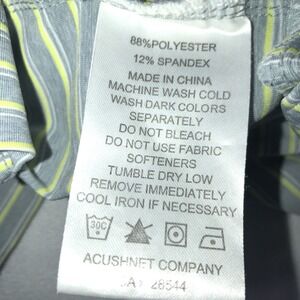 88%POLYESTER
12% SPANDEX
MADE IN CHINA
MACHINE WASH COLD
WASH DARK COLORS
SEPARATELY
DO NOT BLEACH
DO NOT USE FABRIC
SOFTENERS
TUMBLE DRY LOW
REMOVE IMMEDIATELY
COOL IRON IF NECESSARY
30C
ACUSHNET COMPANY
28544